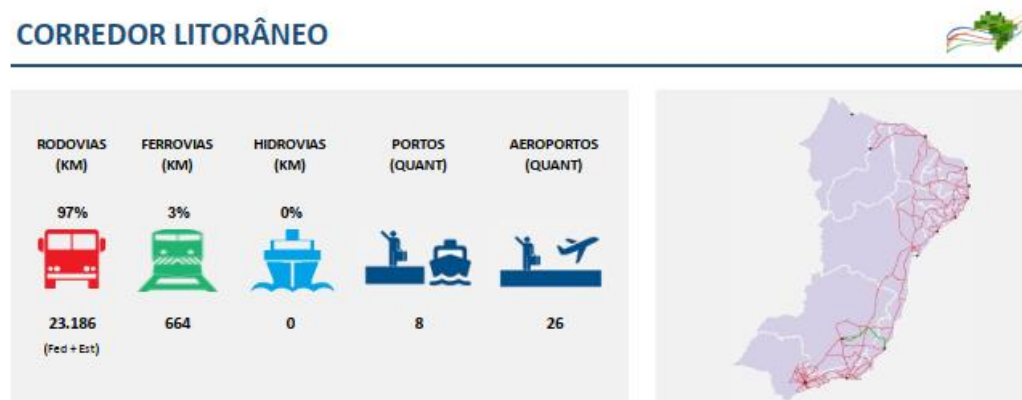 CORREDOR LITORÂNEO
RODOVIAS
(KM)
97%
23.186
(Fed + Est)
FERROVIAS
(KM)
3%
664
HIDROVIAS
(KM)
0%
0
PORTOS
(QUANT)
8
AEROPORTOS
(QUANT)
26